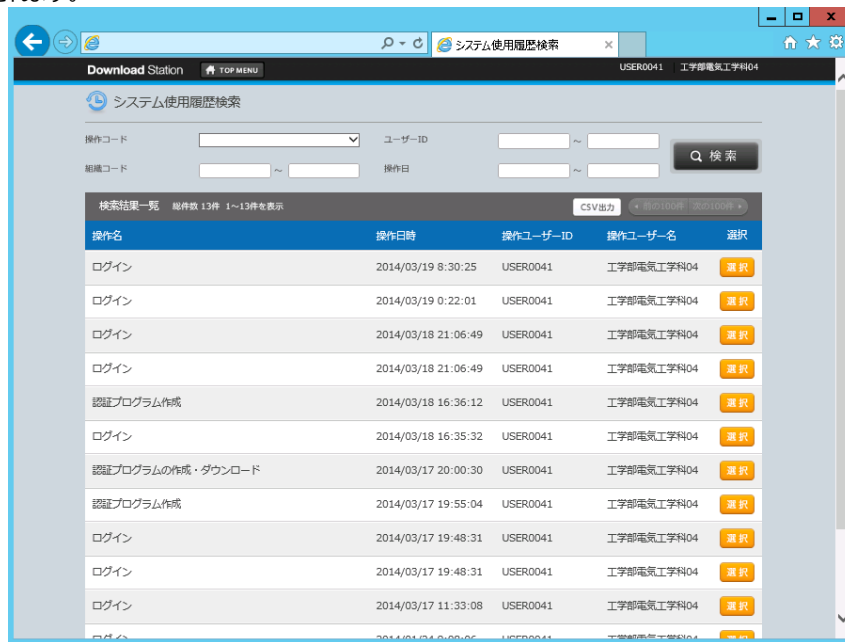 システム使用履歴検索
Download Station TOP MENU USER0041 工学部電気工学科04
システム使用履歴検索
操作コード ユーザーID ～
組織コード ～ 操作日 ～
検索
検索結果一覧 総件数 13件 1～13件を表示 CSV出力 前の100件 次の100件
操作名 操作日時 操作ユーザーID 操作ユーザー名 選択
ログイン 2014/03/19 8:30:25 USER0041 工学部電気工学科04 選択
ログイン 2014/03/19 0:22:01 USER0041 工学部電気工学科04 選択
ログイン 2014/03/18 21:06:49 USER0041 工学部電気工学科04 選択
ログイン 2014/03/18 21:06:49 USER0041 工学部電気工学科04 選択
認証プログラム作成 2014/03/18 16:36:12 USER0041 工学部電気工学科04 選択
ログイン 2014/03/18 16:35:32 USER0041 工学部電気工学科04 選択
認証プログラムの作成・ダウンロード 2014/03/17 20:00:30 USER0041 工学部電気工学科04 選択
認証プログラム作成 2014/03/17 19:55:04 USER0041 工学部電気工学科04 選択
ログイン 2014/03/17 19:48:31 USER0041 工学部電気工学科04 選択
ログイン 2014/03/17 19:48:31 USER0041 工学部電気工学科04 選択
ログイン 2014/03/17 11:33:08 USER0041 工学部電気工学科04 選択